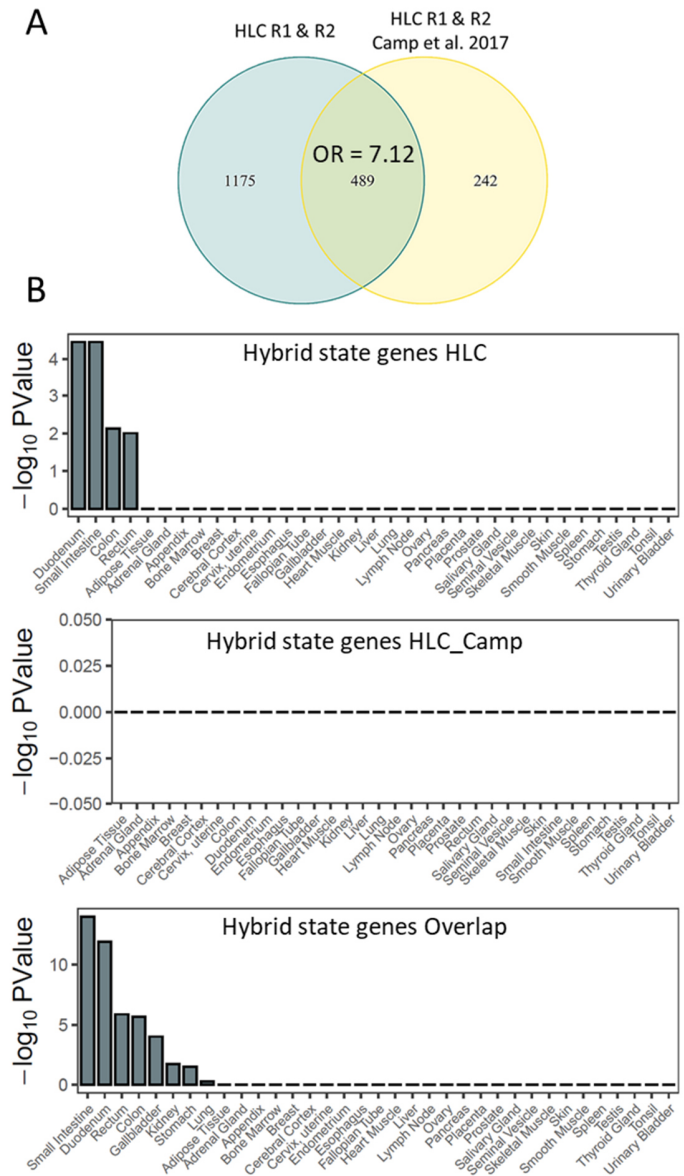 A
HLC R1 & R2
HLC R1 & R2
Camp et al. 2017
OR = 7.12
1175
489
242
B
Hybrid state genes HLC
−log10 PValue
4
3
2
1
0
Duodenum
Small Intestine
Colon
Rectum
Adipose Tissue
Adrenal Gland
Appendix
Bone Marrow
Breast
Cerebral Cortex
Cervix, uterine
Endometrium
Esophagus
Fallopian Tube
Gallbladder
Heart Muscle
Kidney
Liver
Lung
Lymph Node
Ovary
Pancreas
Placenta
Prostate
Salivary Gland
Seminal Vesicle
Skeletal Muscle
Skin
Smooth Muscle
Spleen
Stomach
Testis
Thyroid Gland
Tonsil
Urinary Bladder
Hybrid state genes HLC_Camp
−log10 PValue
0.050
0.025
0.000
−0.025
−0.050
Adipose Tissue
Adrenal Gland
Appendix
Bone Marrow
Breast
Cerebral Cortex
Cervix, uterine
Colon
Duodenum
Endometrium
Esophagus
Fallopian Tube
Gallbladder
Heart Muscle
Kidney
Liver
Lung
Lymph Node
Ovary
Pancreas
Placenta
Prostate
Rectum
Salivary Gland
Seminal Vesicle
Skeletal Muscle
Skin
Small Intestine
Smooth Muscle
Spleen
Stomach
Testis
Thyroid Gland
Tonsil
Urinary Bladder
Hybrid state genes Overlap
−log10 PValue
10
5
0
Small Intestine
Duodenum
Rectum
Colon
Gallbladder
Kidney
Stomach
Lung
Adipose Tissue
Adrenal Gland
Appendix
Bone Marrow
Breast
Cerebral Cortex
Cervix, uterine
Endometrium
Esophagus
Fallopian Tube
Heart Muscle
Liver
Lymph Node
Ovary
Pancreas
Placenta
Prostate
Salivary Gland
Seminal Vesicle
Skeletal Muscle
Skin
Smooth Muscle
Spleen
Testis
Thyroid Gland
Tonsil
Urinary Bladder